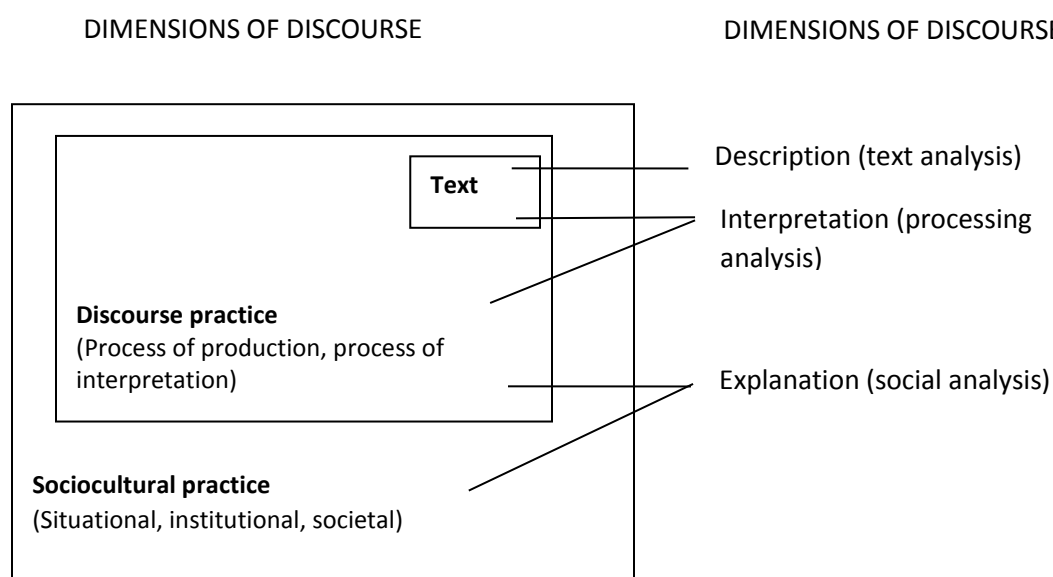 DIMENSIONS OF DISCOURSE
DIMENSIONS OF DISCOURSE
Text
Description (text analysis)
Interpretation (processing
analysis)
Discourse practice
(Process of production, process of
interpretation)
Explanation (social analysis)
Sociocultural practice
(Situational, institutional, societal)